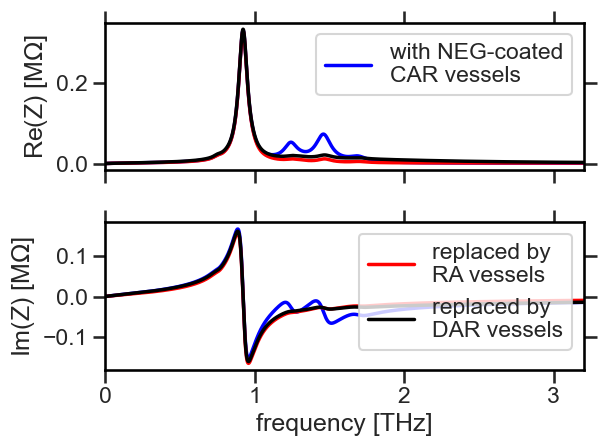 Re(Z) [MΩ]
0.2
0.0
with NEG-coated
CAR vessels
Im(Z) [MΩ]
0.1
0.0
−0.1
replaced by
RA vessels
replaced by
DAR vessels
0
1
2
3
frequency [THz]